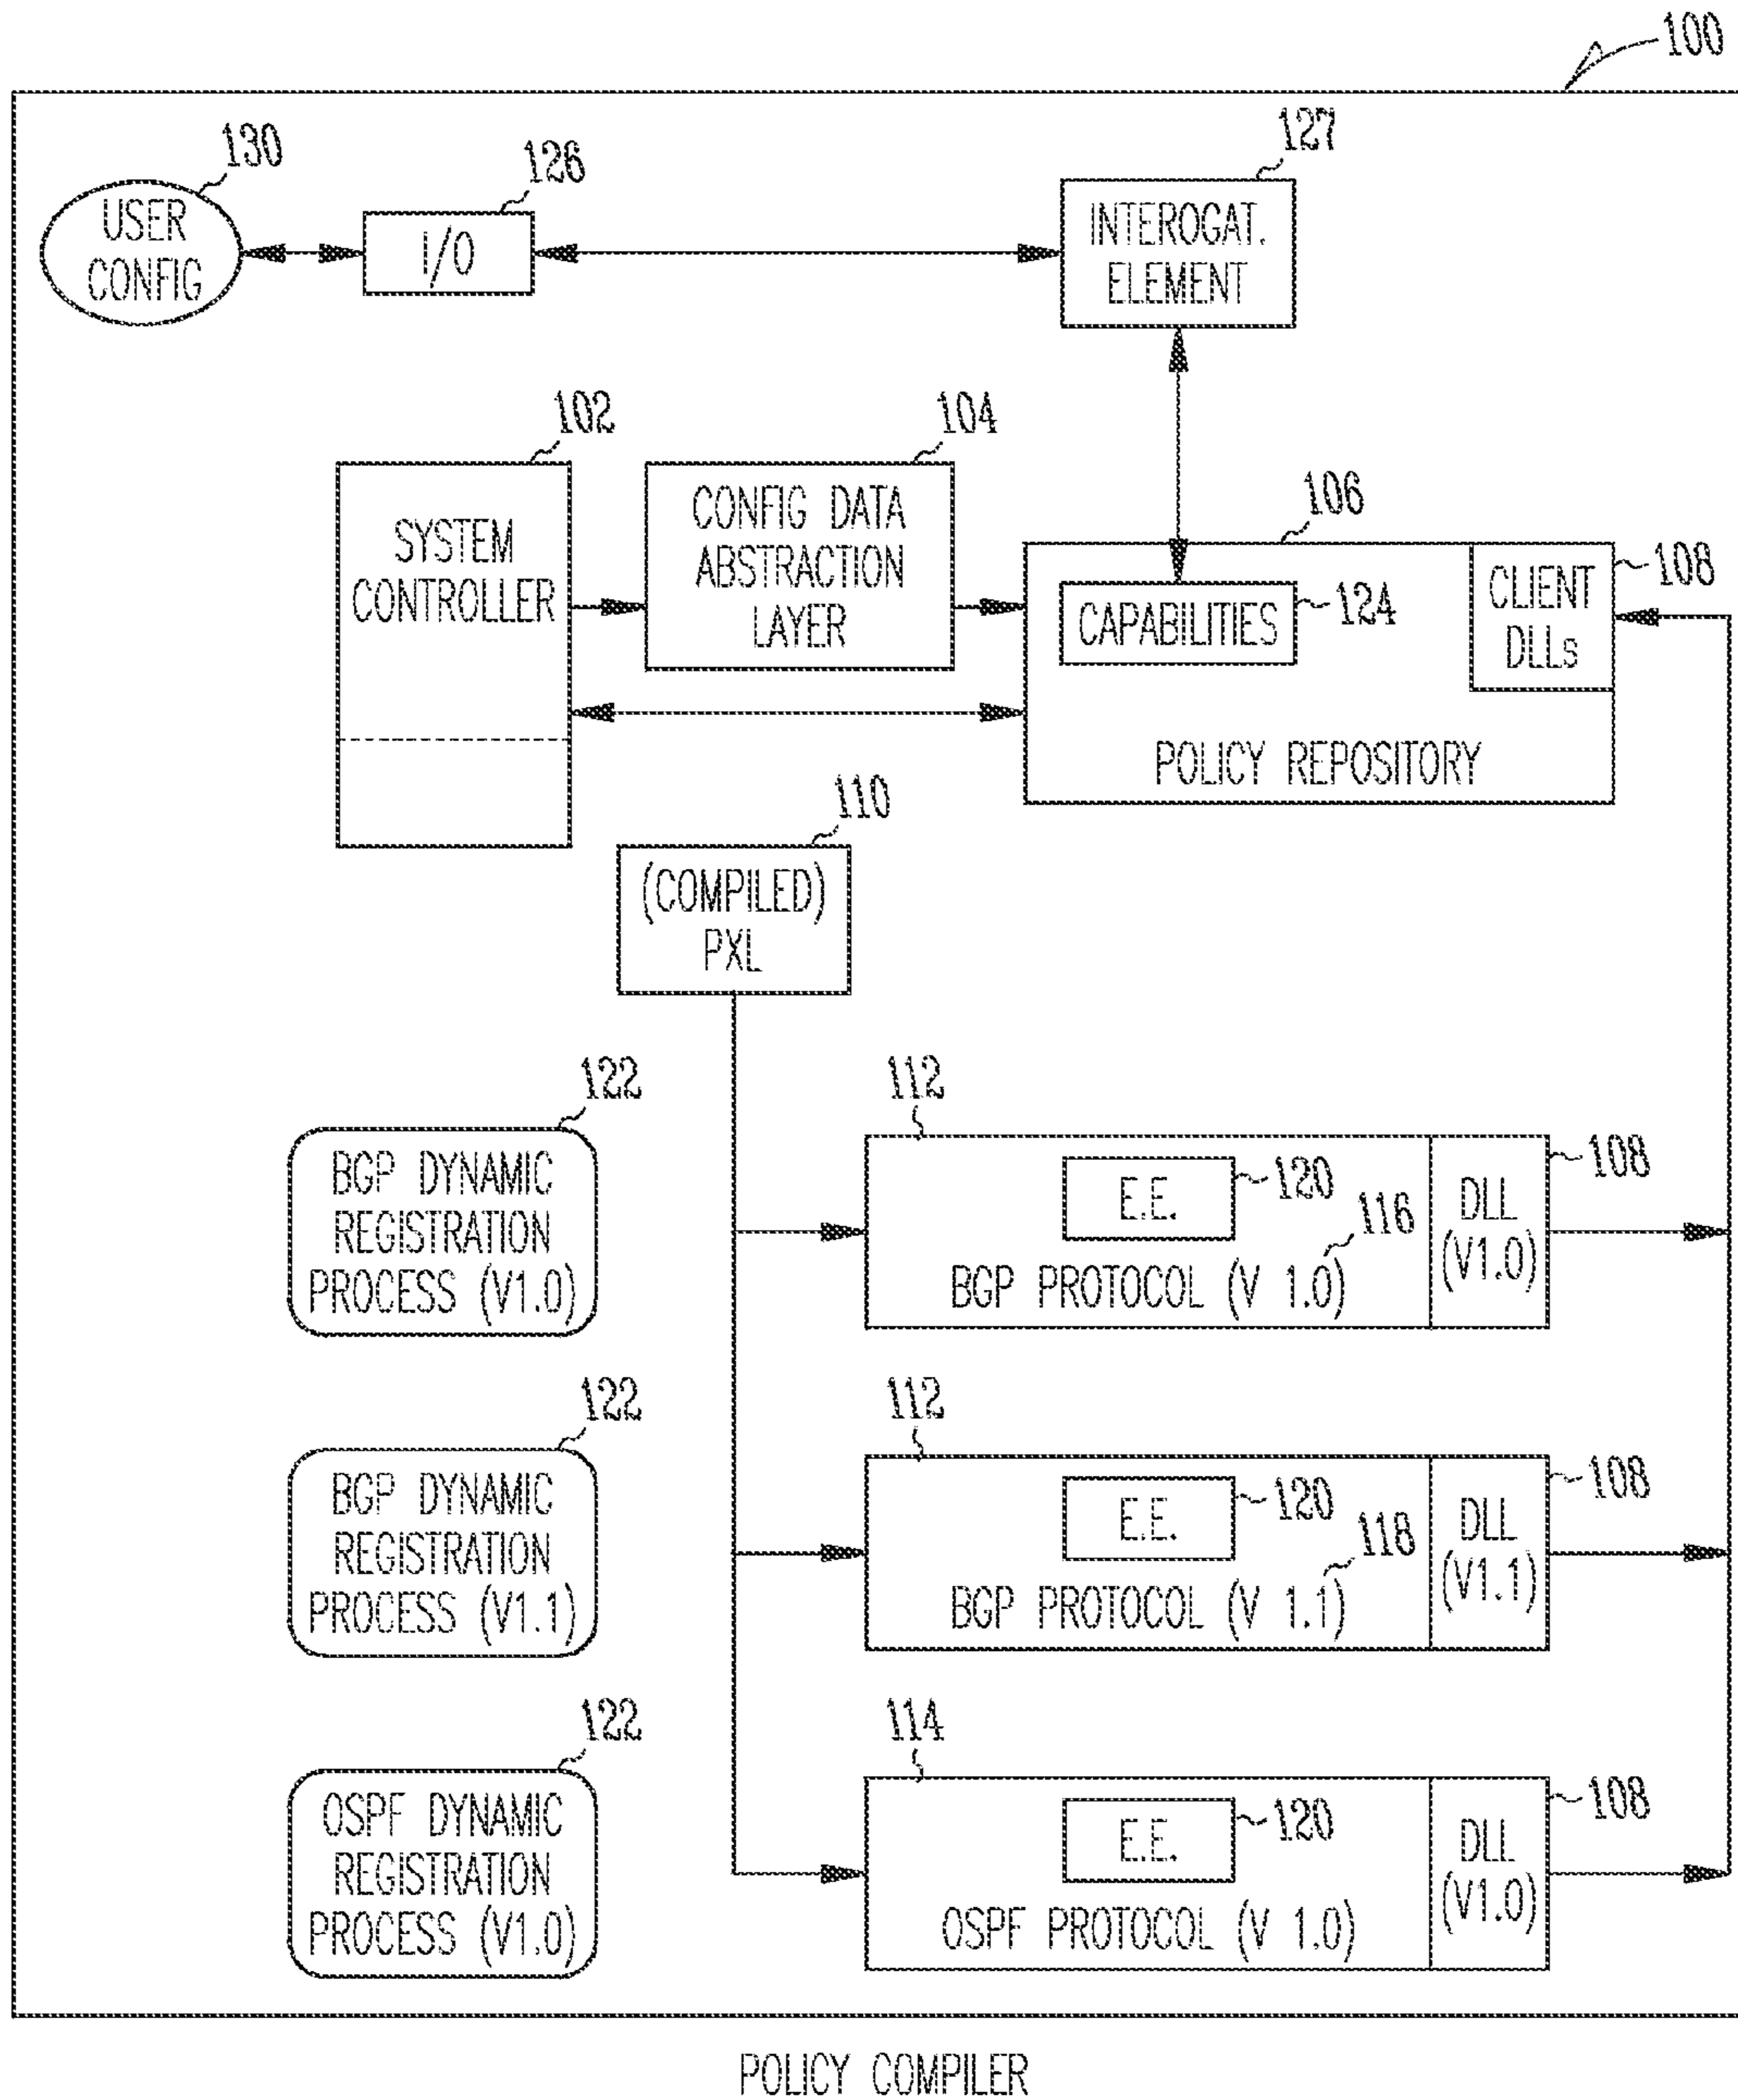 100
130
USER
CONFIG
126
I/O
127
INTEROGAT.
ELEMENT
102
SYSTEM
CONTROLLER
104
CONFIG DATA
ABSTRACTION
LAYER
106
CAPABILITIES
124
CLIENT
DLLs
108
POLICY REPOSITORY
110
(COMPILED)
PXL
122
BGP DYNAMIC
REGISTRATION
PROCESS (V1.0)
112
E.E.
120
116
BGP PROTOCOL (V 1.0)
DLL
(V1.0)
108
122
BGP DYNAMIC
REGISTRATION
PROCESS (V1.1)
112
E.E.
120
118
BGP PROTOCOL (V 1.1)
DLL
(V1.1)
108
122
OSPF DYNAMIC
REGISTRATION
PROCESS (V1.0)
114
E.E.
120
OSPF PROTOCOL (V 1.0)
DLL
(V1.0)
108
POLICY COMPILER